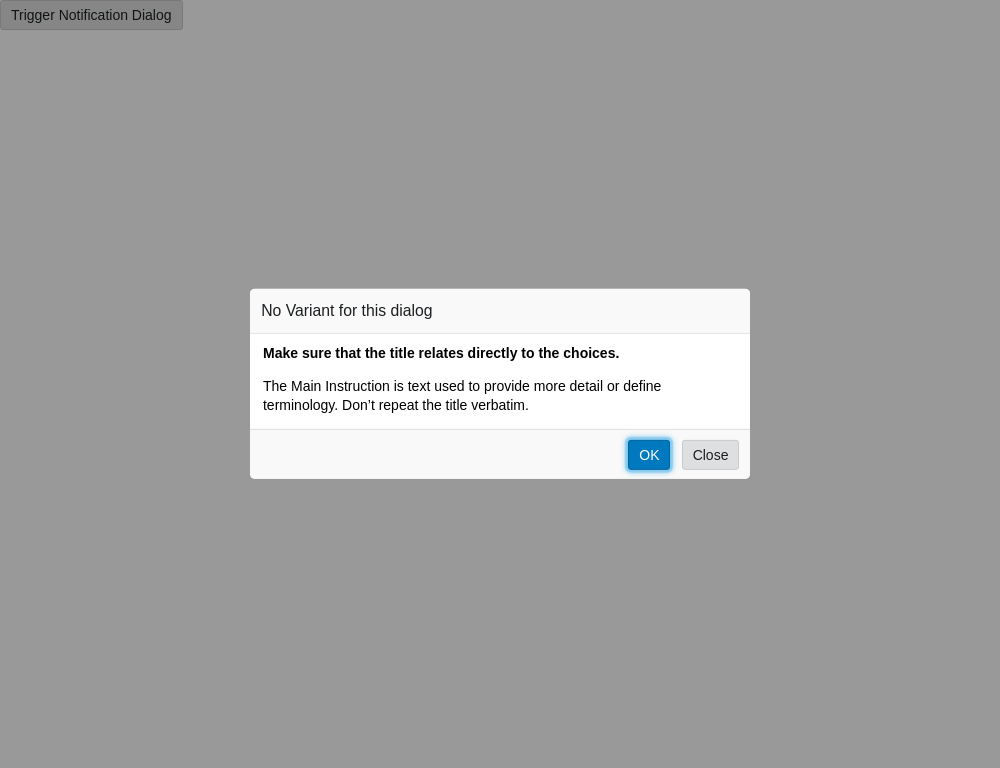 Trigger Notification Dialog
No Variant for this dialog
Make sure that the title relates directly to the choices.
The Main Instruction is text used to provide more detail or define
terminology. Don’t repeat the title verbatim.
OK Close